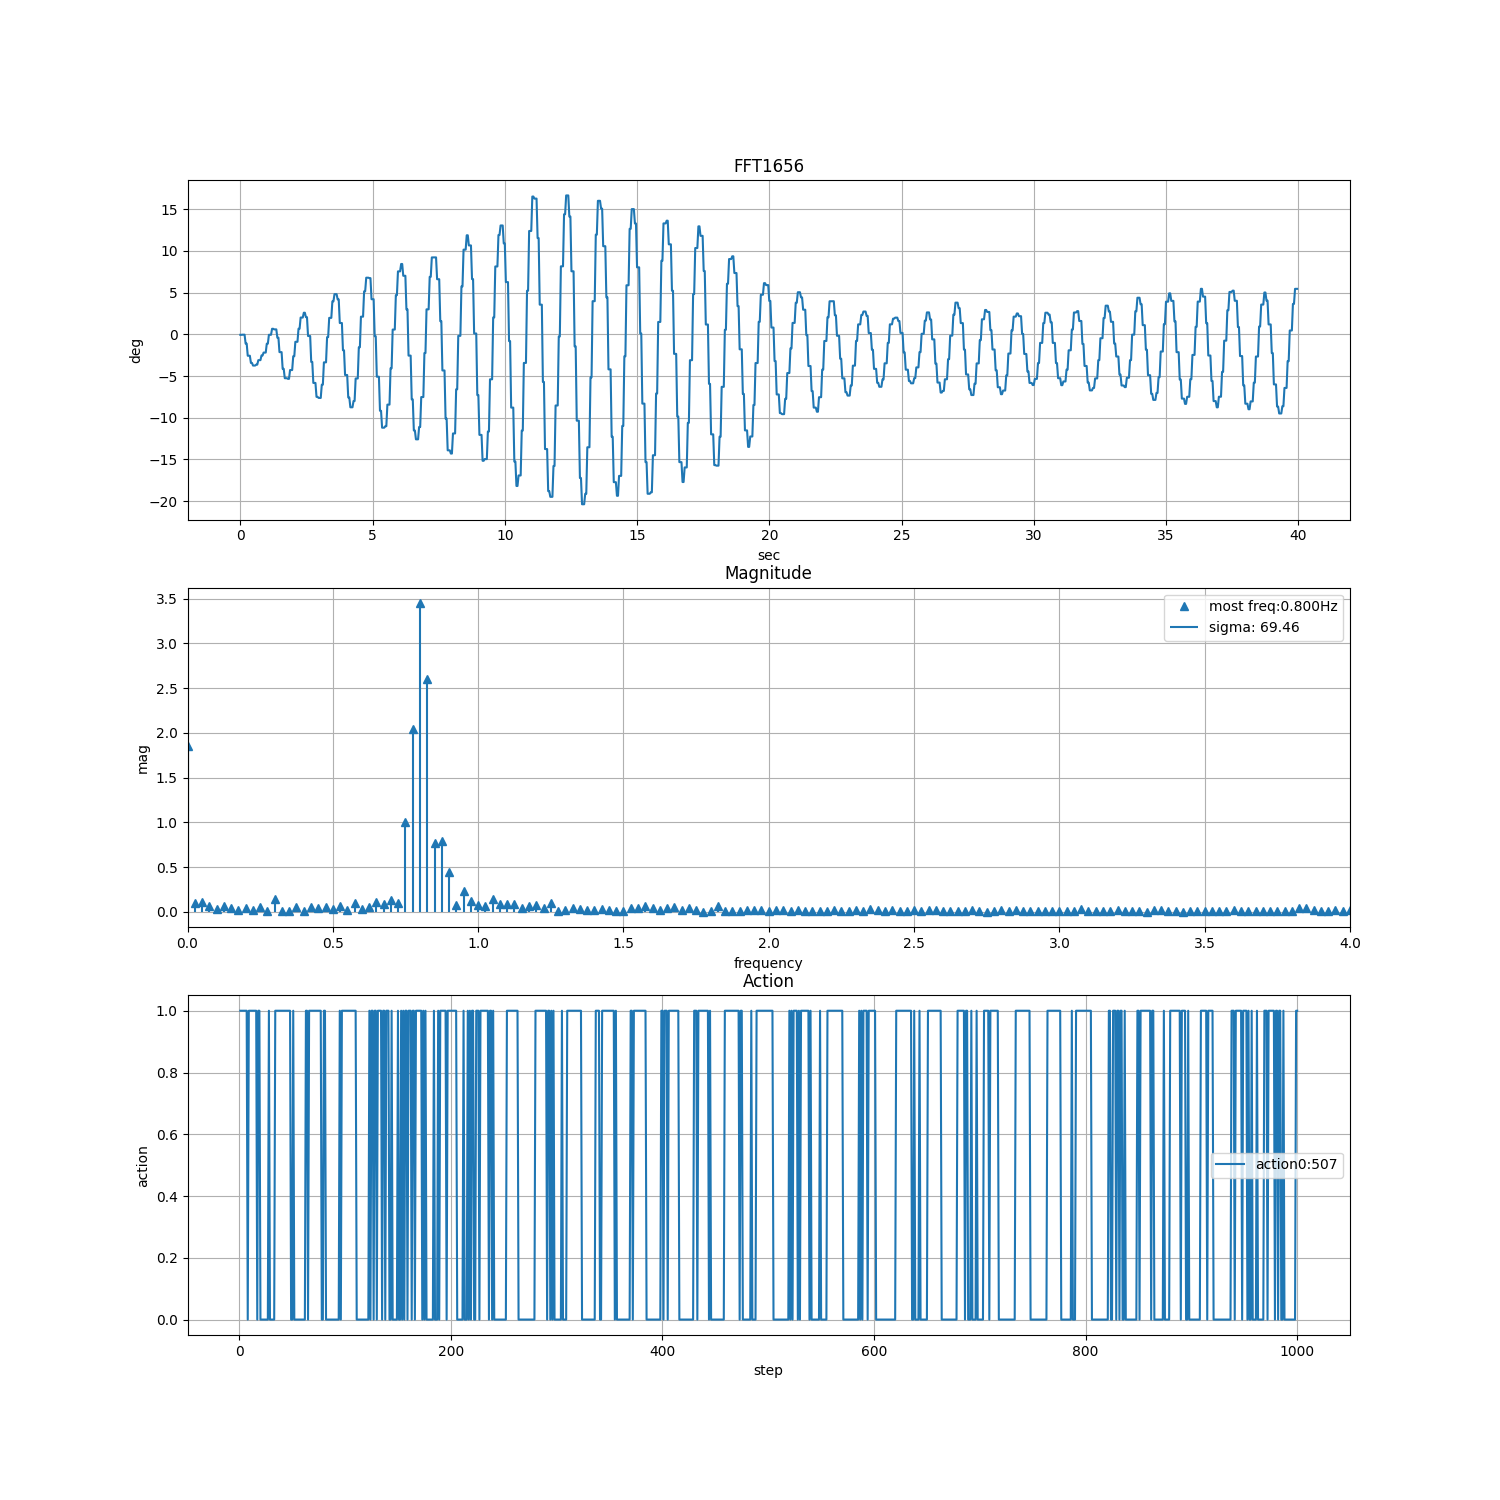 FFT1656
15
10
5
0
−5
−10
−15
−20
deg
0 5 10 15 20 25 30 35 40
sec
Magnitude
3.5
3.0
2.5
2.0
1.5
1.0
0.5
0.0
mag
most freq:0.800Hz
sigma: 69.46
0.0 0.5 1.0 1.5 2.0 2.5 3.0 3.5 4.0
frequency
Action
1.0
0.8
0.6
0.4
0.2
0.0
action
action0:507
0 200 400 600 800 1000
step